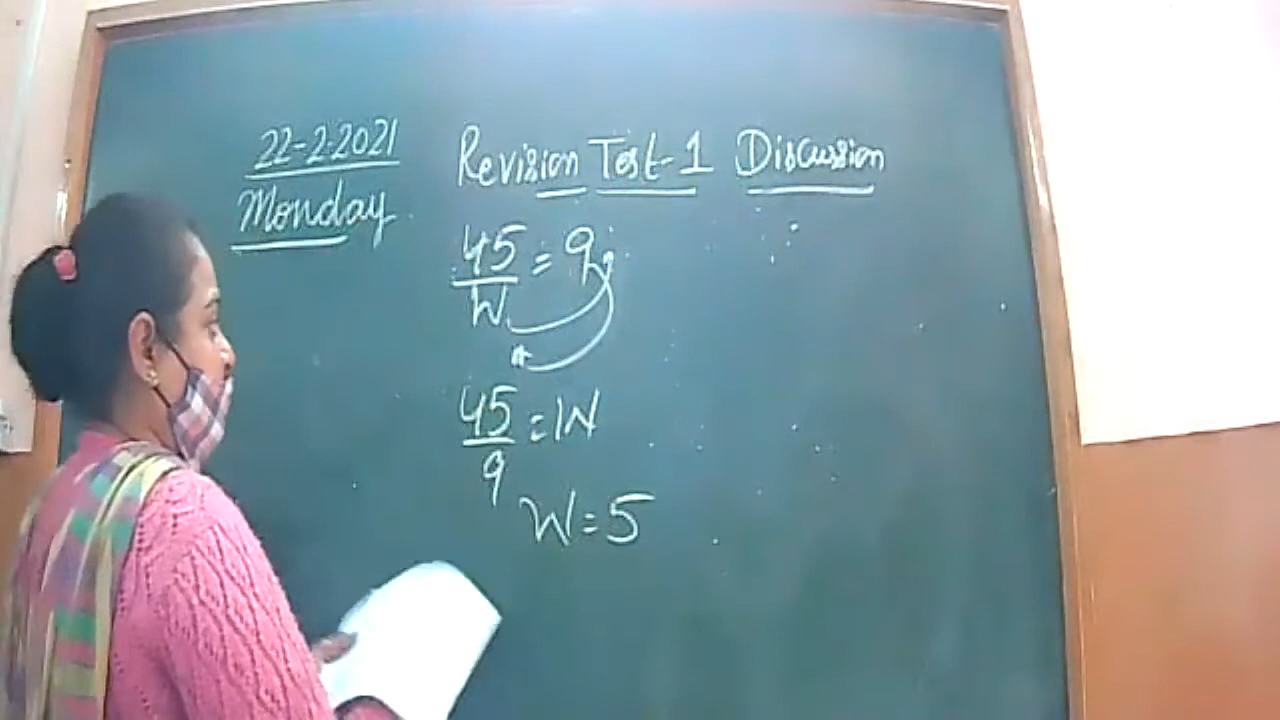 22-2-2021
Monday
Revision Test-1 Discussion
45/W = 9
45/9 = W
W = 5